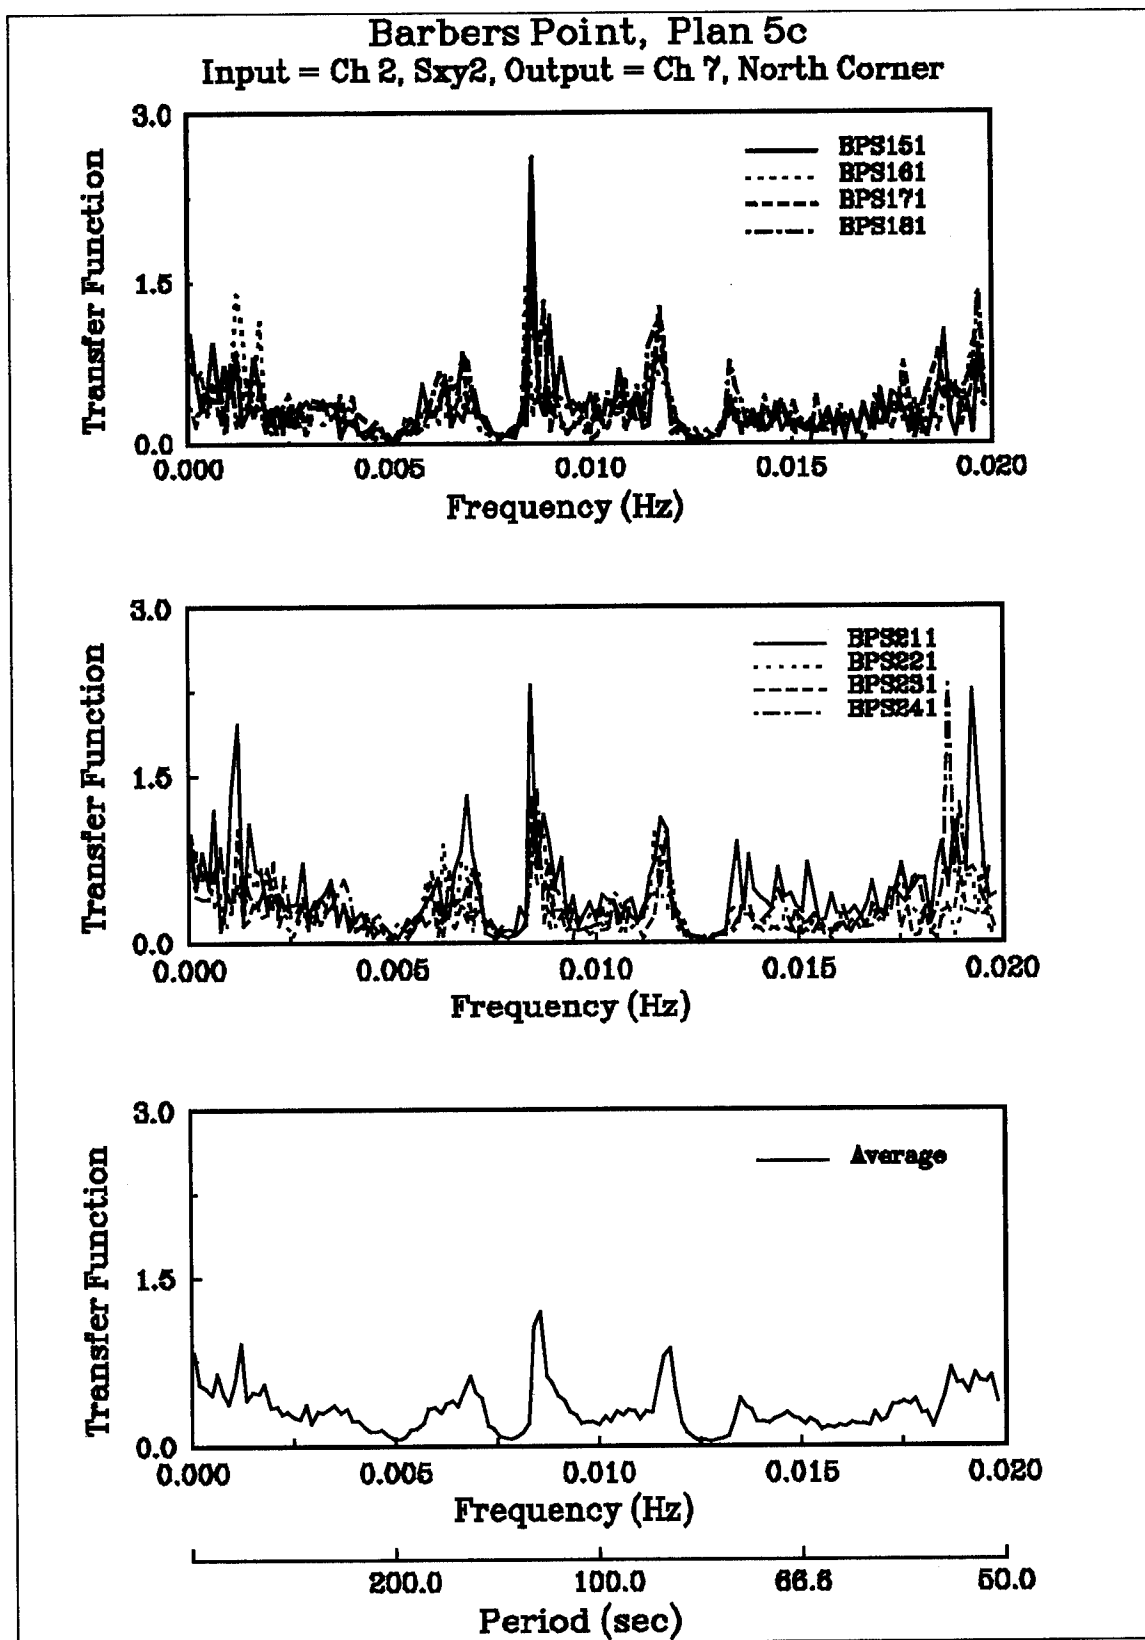 Barbers Point, Plan 5c
Input = Ch 2, Sxy2, Output = Ch 7, North Corner
3.0
1.5
0.0
Transfer Function
BPS151
BPS161
BPS171
BPS181
0.000 0.005 0.010 0.015 0.020
Frequency (Hz)
3.0
1.5
0.0
Transfer Function
BPS211
BPS221
BPS231
BPS241
0.000 0.005 0.010 0.015 0.020
Frequency (Hz)
3.0
1.5
0.0
Transfer Function
Average
0.000 0.005 0.010 0.015 0.020
Frequency (Hz)
200.0 100.0 66.6 50.0
Period (sec)